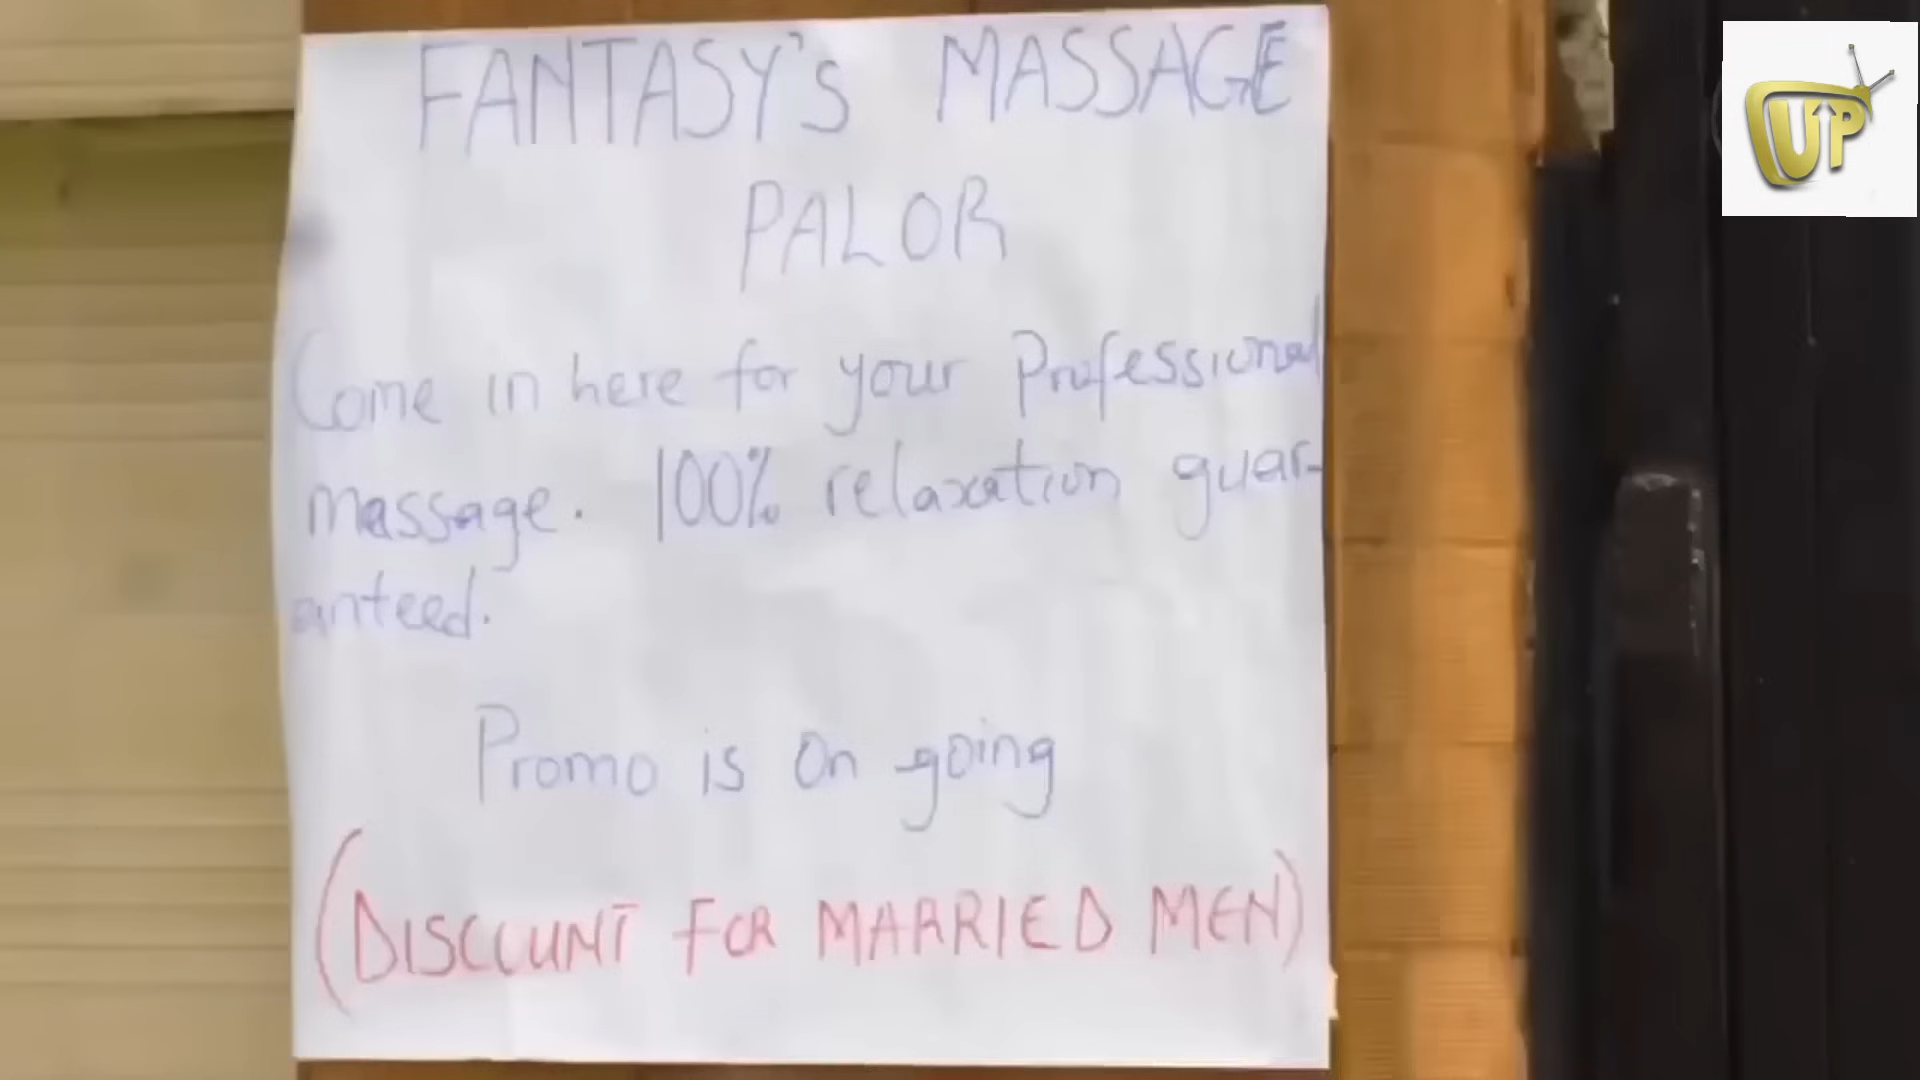 FANTASY's MASSAGE
PALOR
Come in here for your Professional
massage. 100% relaxation guar-
anteed.
Promo is on going
(DISCOUNT FOR MARRIED MEN)
UP